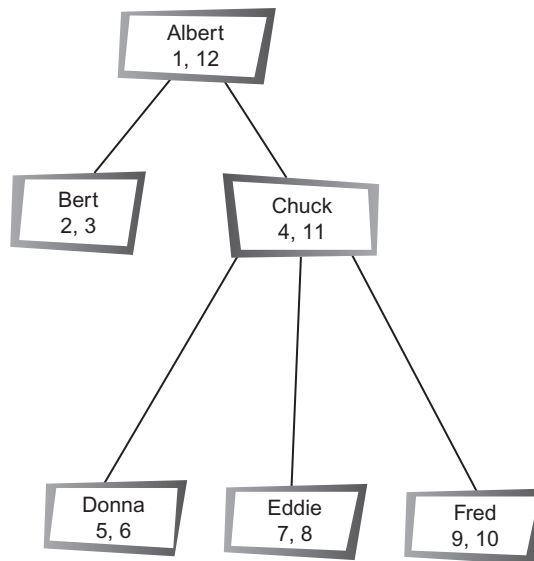 Albert
1, 12
Bert
2, 3
Chuck
4, 11
Donna
5, 6
Eddie
7, 8
Fred
9, 10